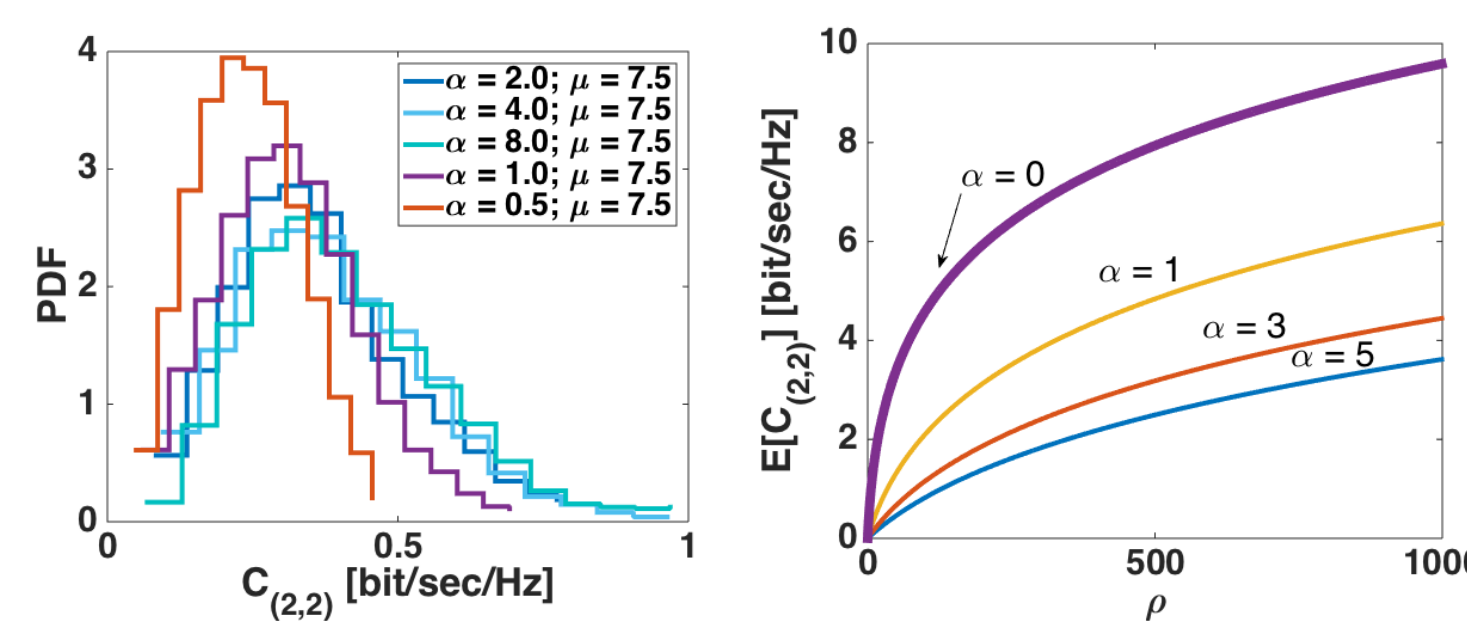 4
3
2
1
0
PDF
0
0.5
1
C(2,2) [bit/sec/Hz]
α = 2.0; μ = 7.5
α = 4.0; μ = 7.5
α = 8.0; μ = 7.5
α = 1.0; μ = 7.5
α = 0.5; μ = 7.5
10
8
6
4
2
0
E[C(2,2)] [bit/sec/Hz]
α = 0
α = 1
α = 3
α = 5
0
500
1000
ρ